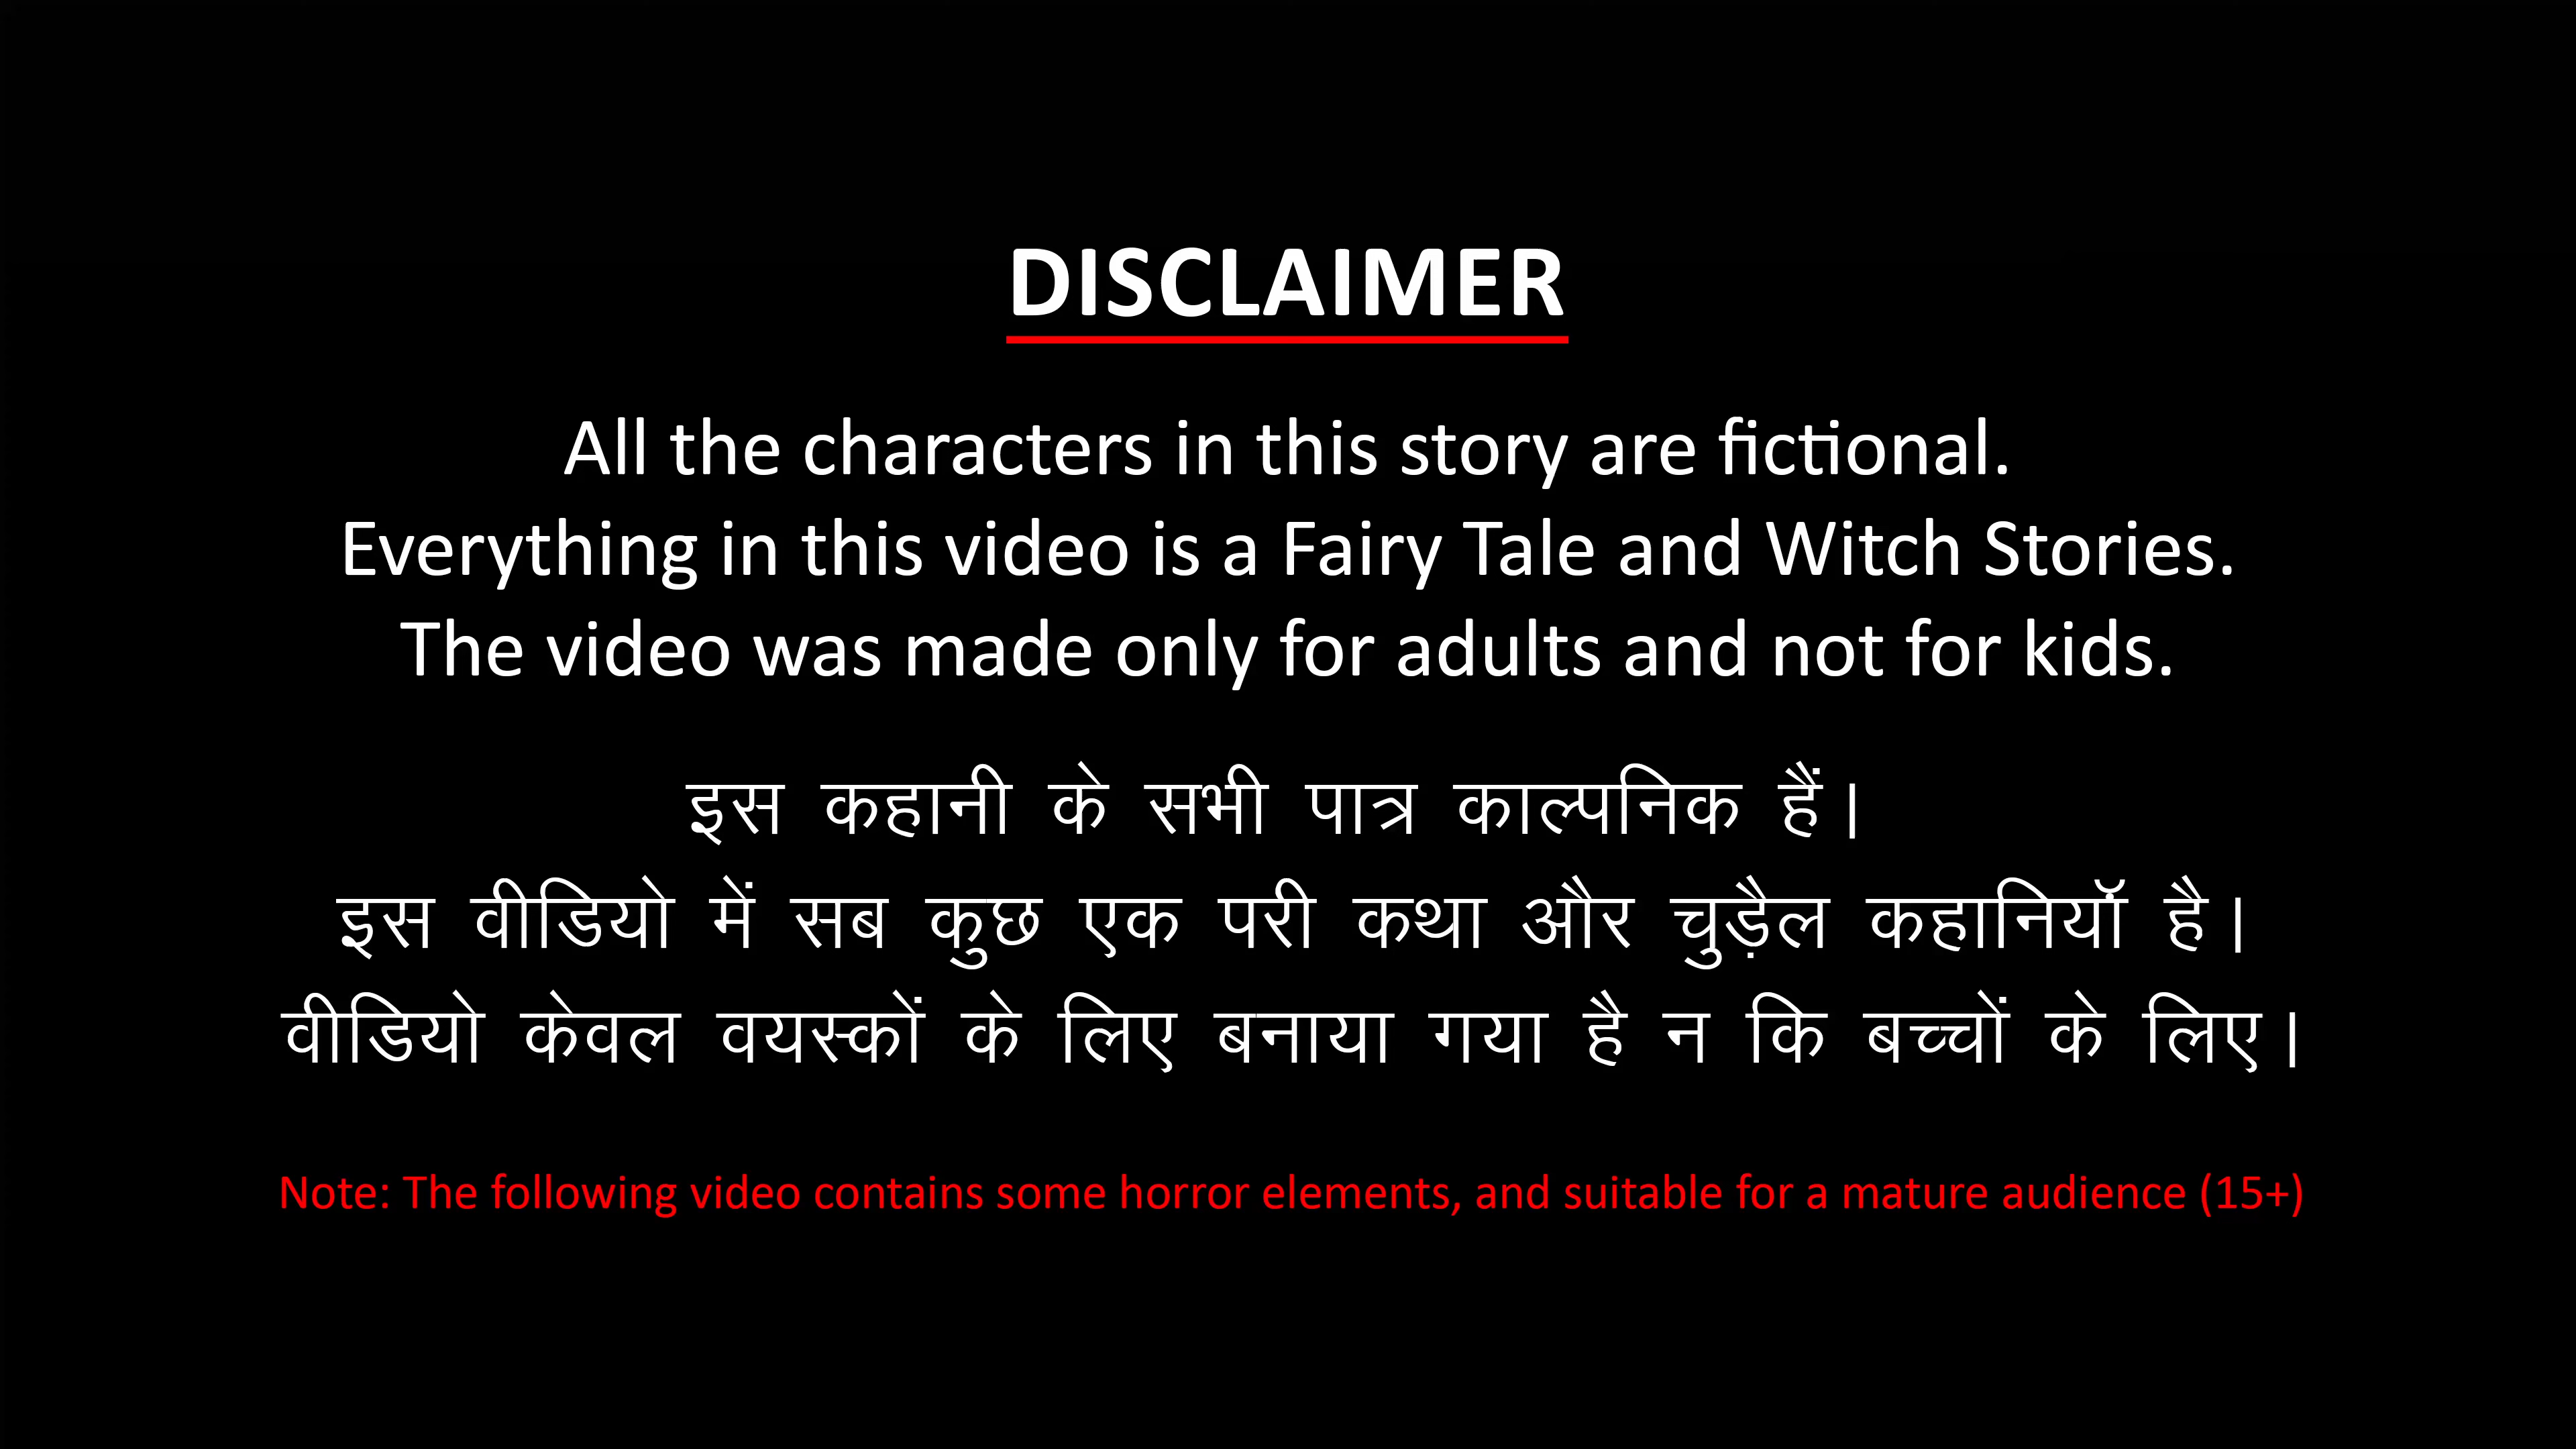 DISCLAIMER
All the characters in this story are fictional.
Everything in this video is a Fairy Tale and Witch Stories.
The video was made only for adults and not for kids.
इस कहानी के सभी पात्र काल्पनिक हैं।
इस वीडियो में सब कुछ एक परी कथा और चुड़ैल कहानियॉ है।
वीडियो केवल वयस्कों के लिए बनाया गया है न कि बच्चों के लिए।
Note: The following video contains some horror elements, and suitable for a mature audience (15+)